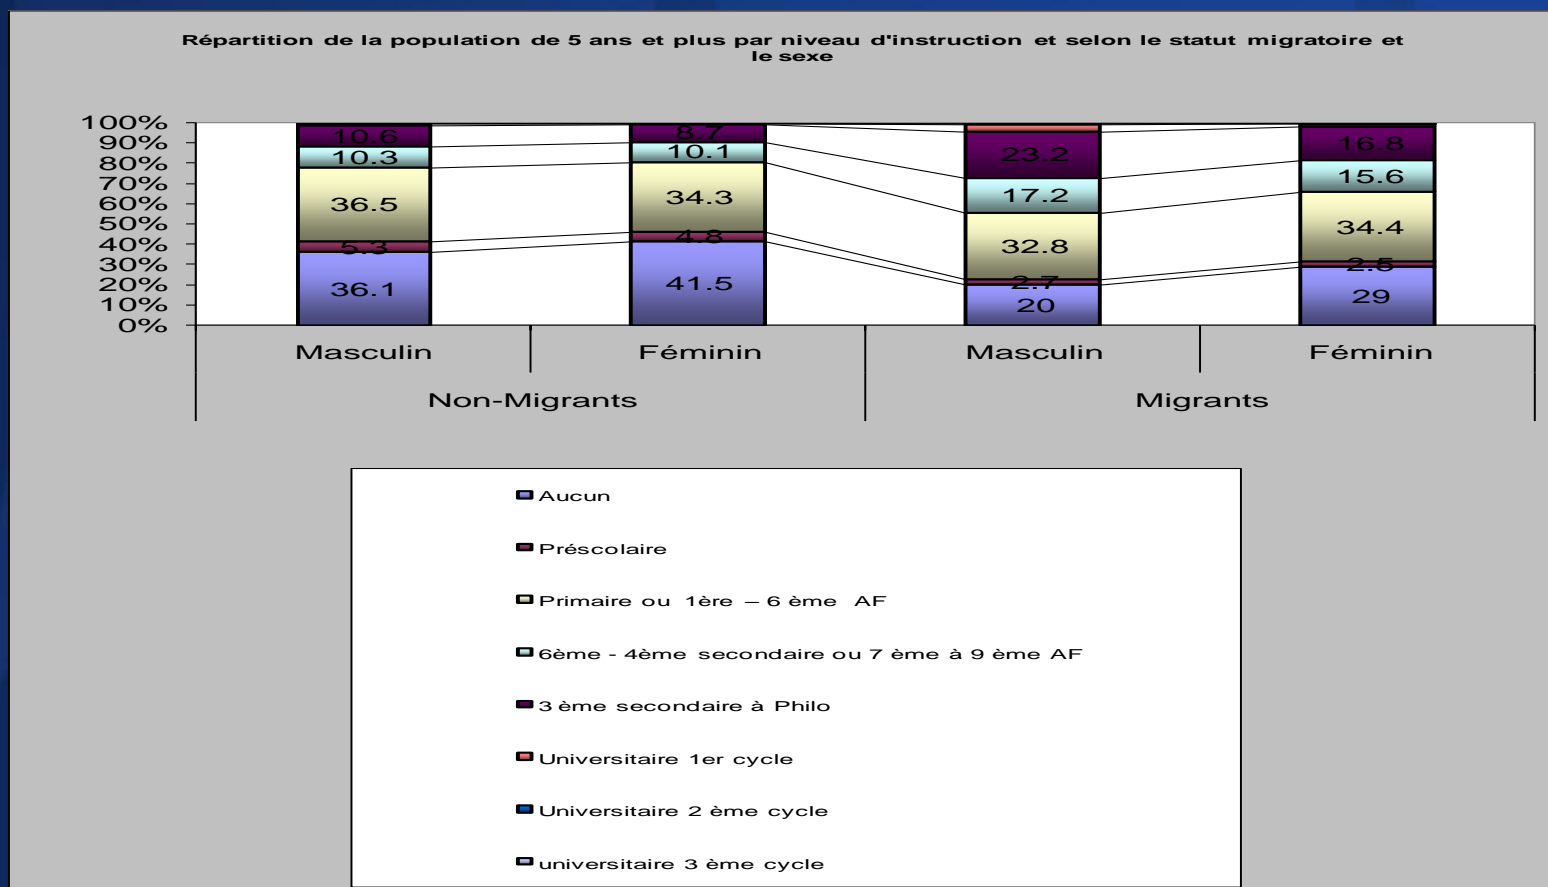 Répartition de la population de 5 ans et plus par niveau d'instruction et selon le statut migratoire et
le sexe
100%
90%
80%
70%
60%
50%
40%
30%
20%
10%
0%
10.6
10.3
36.5
5.3
36.1
8.7
10.1
34.3
4.8
41.5
23.2
17.2
32.8
2.7
20
16.8
15.6
34.4
2.5
29
Masculin Féminin Masculin Féminin
Non-Migrants Migrants
Aucun
Préscolaire
Primaire ou 1ère – 6 ème AF
6ème - 4ème secondaire ou 7 ème à 9 ème AF
3 ème secondaire à Philo
Universitaire 1er cycle
Universitaire 2 ème cycle
universitaire 3 ème cycle